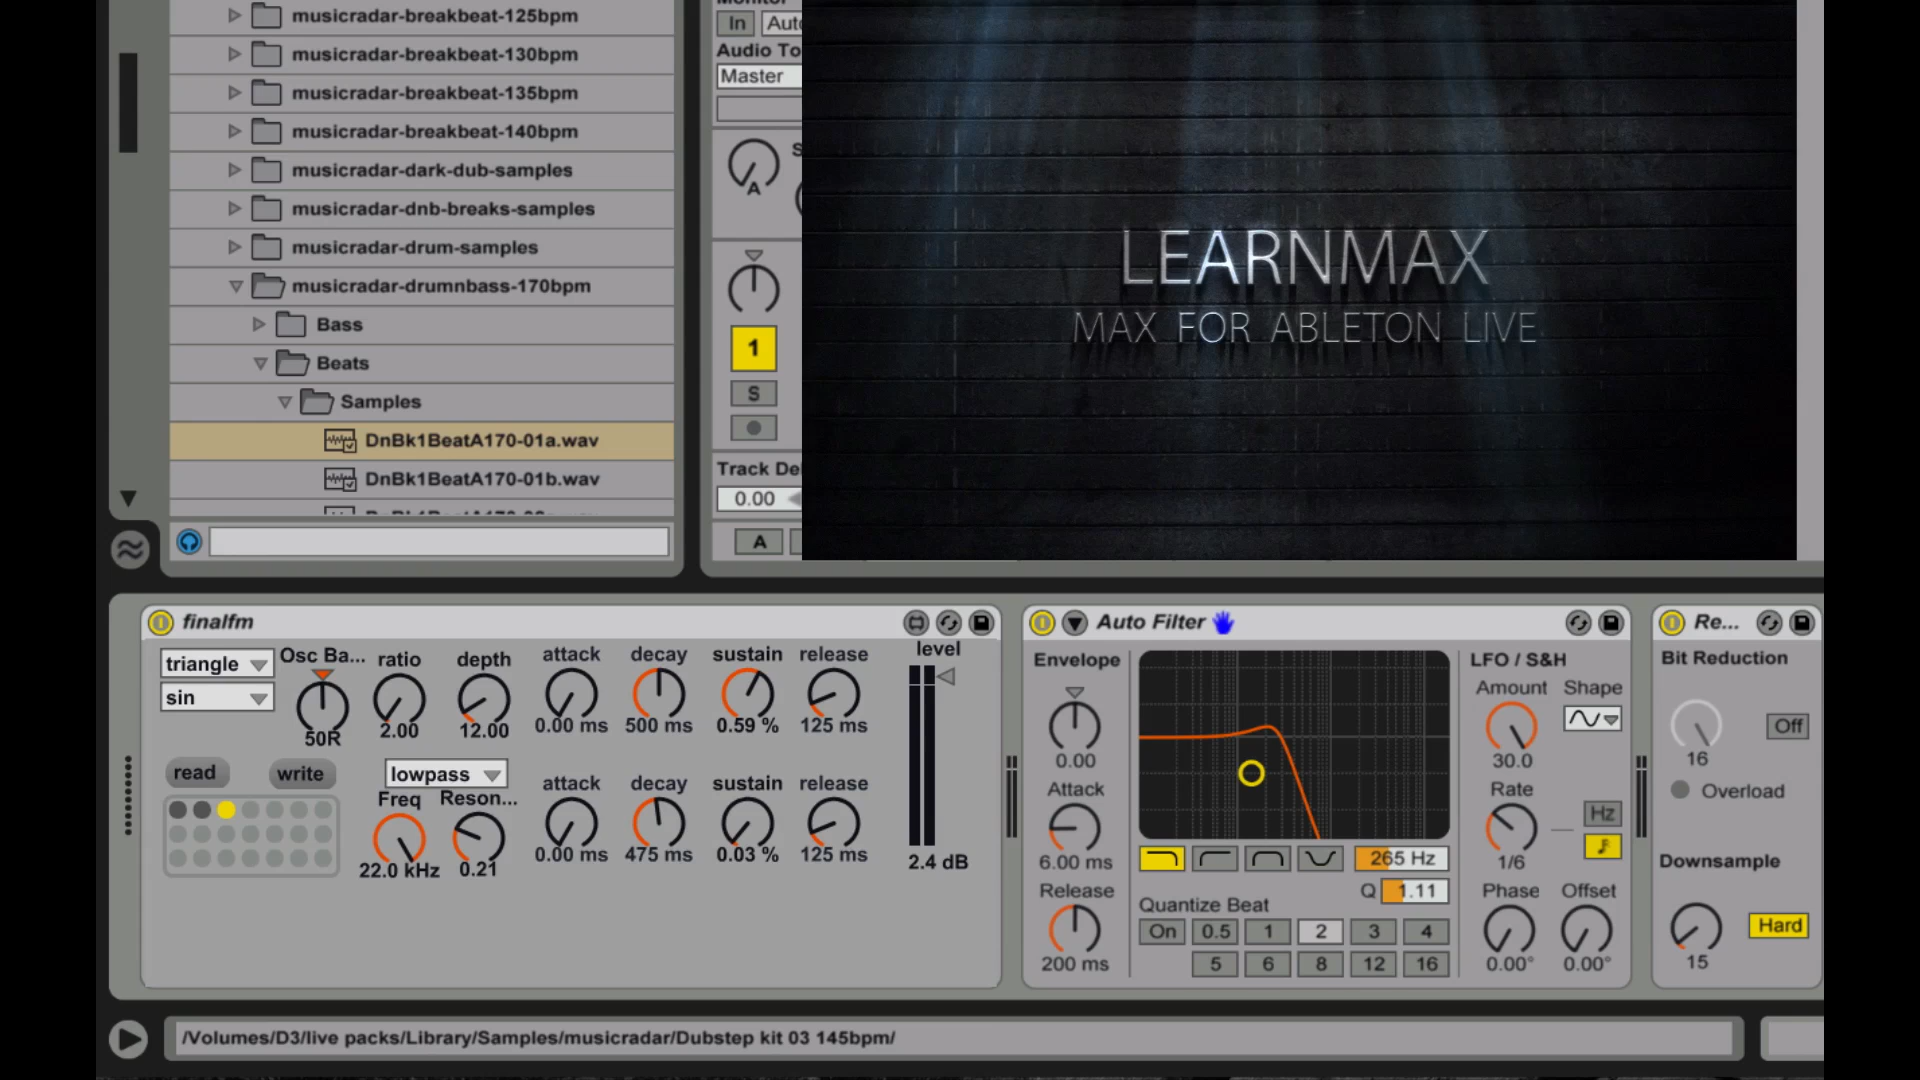 musicradar-breakbeat-125bpm
musicradar-breakbeat-130bpm
musicradar-breakbeat-135bpm
musicradar-breakbeat-140bpm
musicradar-dark-dub-samples
musicradar-dnb-breaks-samples
musicradar-drum-samples
musicradar-drumnbass-170bpm
Bass
Beats
Samples
DnBk1BeatA170-01a.wav
DnBk1BeatA170-01b.wav
In Auto
Audio To
Master
A
1
S
Track De
0.00
A
LEARNMAX
MAX FOR ABLETON LIVE
finalfm
triangle
sin
Osc Ba...
50R
ratio
2.00
depth
12.00
attack
0.00 ms
decay
500 ms
sustain
0.59 %
release
125 ms
level
2.4 dB
read
write
lowpass
Freq
22.0 kHz
Reson...
0.21
attack
0.00 ms
decay
475 ms
sustain
0.03 %
release
125 ms
Auto Filter
Envelope
0.00
Attack
6.00 ms
Release
200 ms
265 Hz
Q 1.11
Quantize Beat
On 0.5 1 2 3 4
5 6 8 12 16
LFO / S&H
Amount
30.0
Shape
Rate
1/6
Hz
Phase
0.00°
Offset
0.00°
Re...
Bit Reduction
16
Off
Overload
Downsample
15
Hard
/Volumes/D3/live packs/Library/Samples/musicradar/Dubstep kit 03 145bpm/